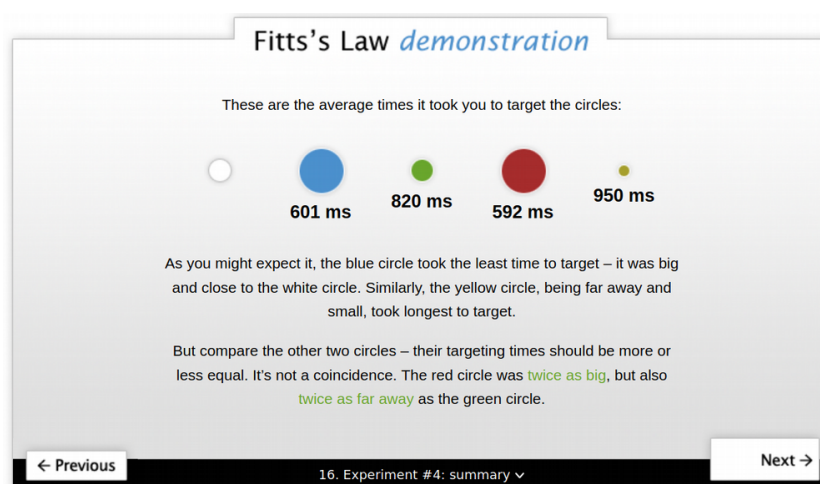 Fitts's Law demonstration
These are the average times it took you to target the circles:
601 ms
820 ms
592 ms
950 ms
As you might expect it, the blue circle took the least time to target – it was big
and close to the white circle. Similarly, the yellow circle, being far away and
small, took longest to target.
But compare the other two circles – their targeting times should be more or
less equal. It's not a coincidence. The red circle was twice as big, but also
twice as far away as the green circle.
← Previous
16. Experiment #4: summary
Next →